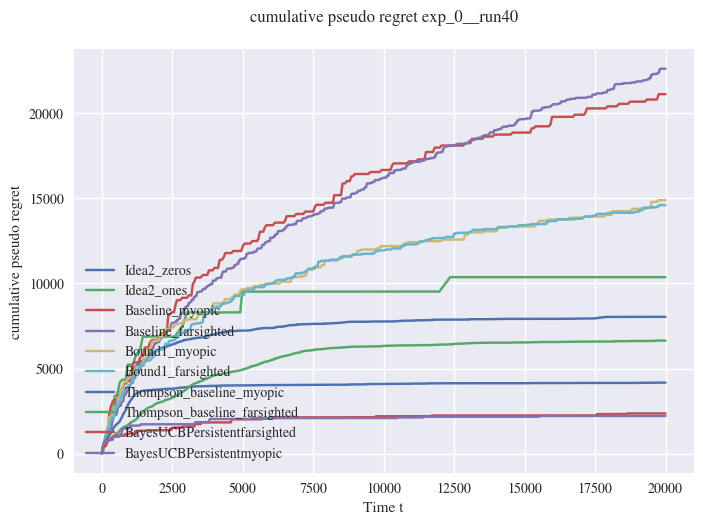 cumulative pseudo regret exp_0__run40
cumulative pseudo regret
20000
15000
10000
5000
0
Idea2_zeros
Idea2_ones
Baseline_myopic
Baseline_farsighted
Bound1_myopic
Bound1_farsighted
Thompson_baseline_myopic
Thompson_baseline_farsighted
BayesUCBPersistentfarsighted
BayesUCBPersistentmyopic
0 2500 5000 7500 10000 12500 15000 17500 20000
Time t